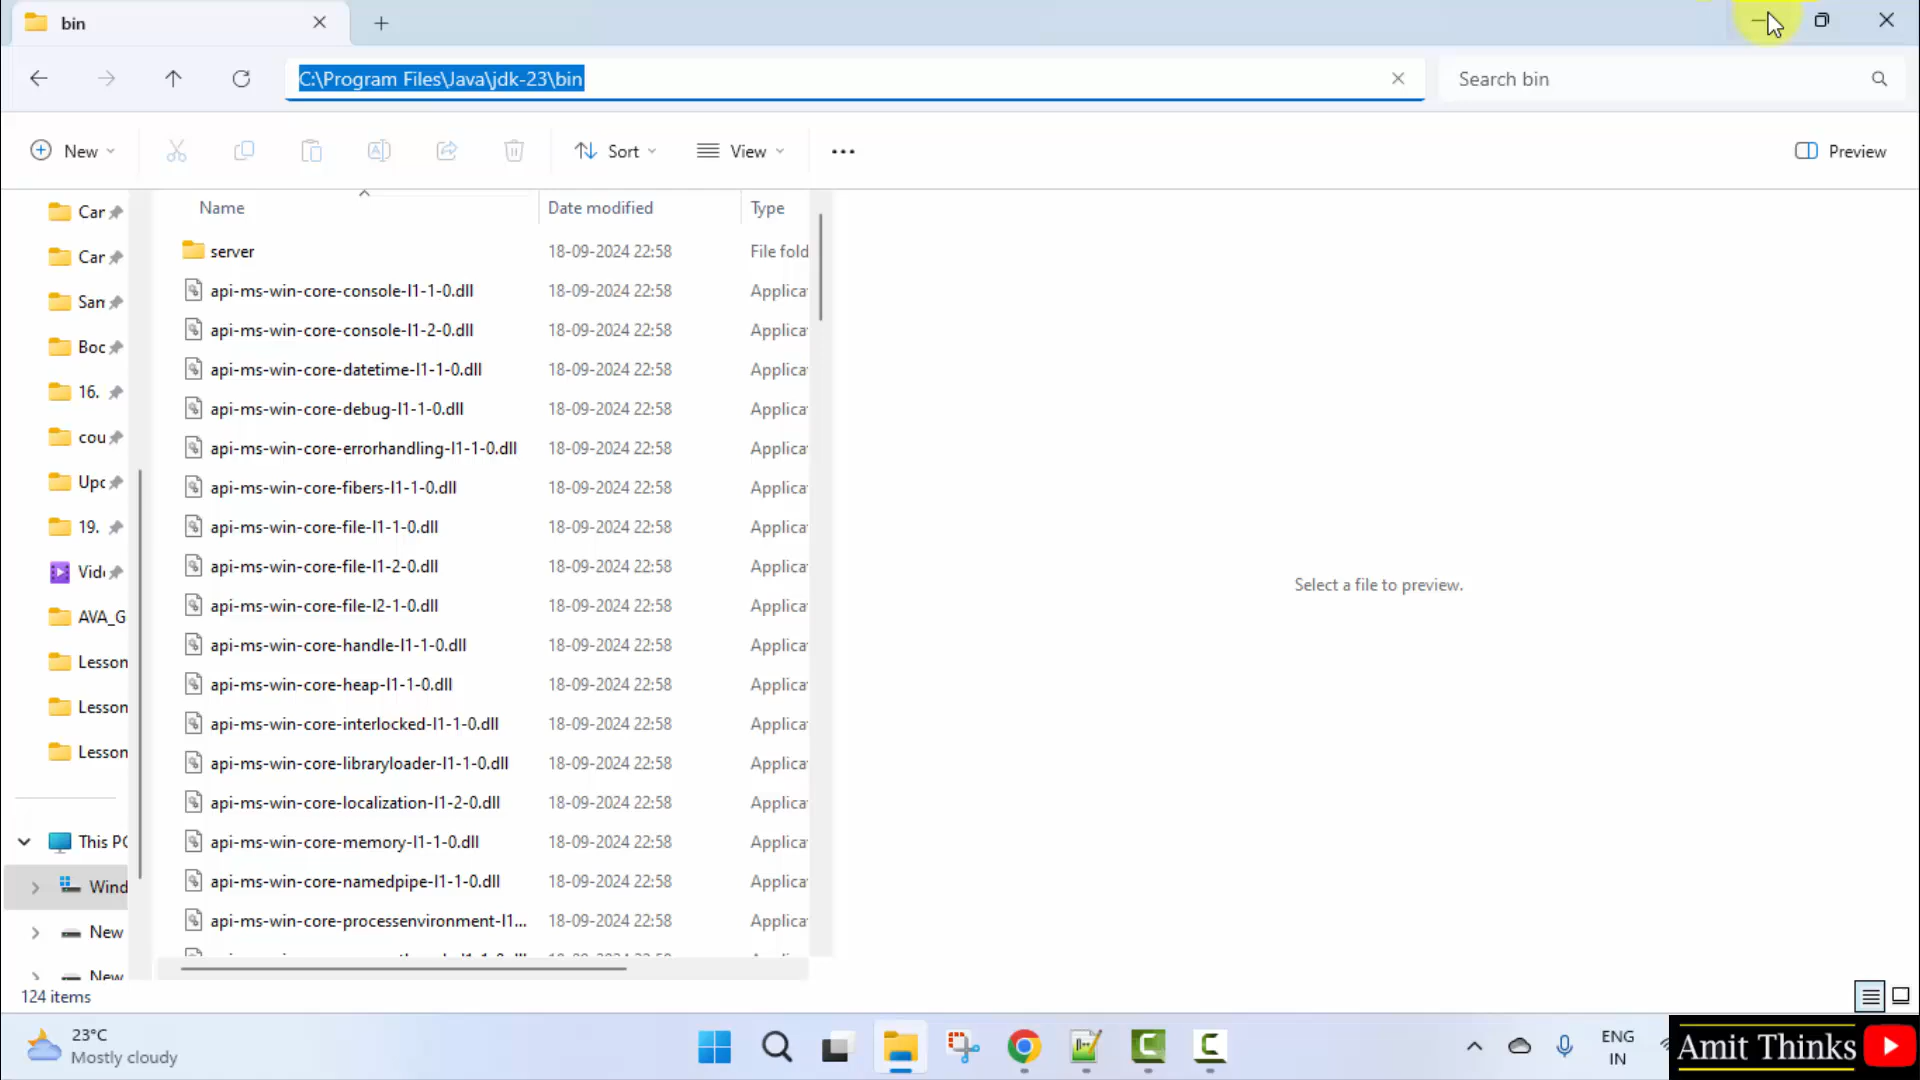 bin
C:\Program Files\Java\jdk-23\bin
Search bin
New
Sort
View
Preview
Name Date modified Type
Car
Car
San
Boc
16.
cou
Upc
19.
Vid
AVA_G
Lesson
Lesson
Lesson
This PC
Wind
New
New
server 18-09-2024 22:58 File fold
api-ms-win-core-console-l1-1-0.dll 18-09-2024 22:58 Applica
api-ms-win-core-console-l1-2-0.dll 18-09-2024 22:58 Applica
api-ms-win-core-datetime-l1-1-0.dll 18-09-2024 22:58 Applica
api-ms-win-core-debug-l1-1-0.dll 18-09-2024 22:58 Applica
api-ms-win-core-errorhandling-l1-1-0.dll 18-09-2024 22:58 Applica
api-ms-win-core-fibers-l1-1-0.dll 18-09-2024 22:58 Applica
api-ms-win-core-file-l1-1-0.dll 18-09-2024 22:58 Applica
api-ms-win-core-file-l1-2-0.dll 18-09-2024 22:58 Applica
api-ms-win-core-file-l2-1-0.dll 18-09-2024 22:58 Applica
api-ms-win-core-handle-l1-1-0.dll 18-09-2024 22:58 Applica
api-ms-win-core-heap-l1-1-0.dll 18-09-2024 22:58 Applica
api-ms-win-core-interlocked-l1-1-0.dll 18-09-2024 22:58 Applica
api-ms-win-core-libraryloader-l1-1-0.dll 18-09-2024 22:58 Applica
api-ms-win-core-localization-l1-2-0.dll 18-09-2024 22:58 Applica
api-ms-win-core-memory-l1-1-0.dll 18-09-2024 22:58 Applica
api-ms-win-core-namedpipe-l1-1-0.dll 18-09-2024 22:58 Applica
api-ms-win-core-processenvironment-l1... 18-09-2024 22:58 Applica
Select a file to preview.
124 items
23°C
Mostly cloudy
ENG
IN
Amit Thinks